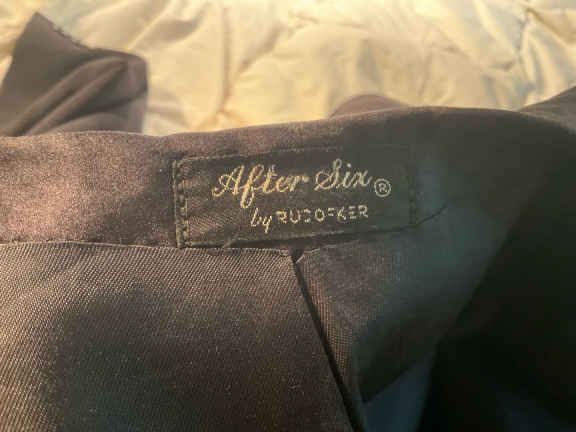 After Six ®
by RUDOFKER